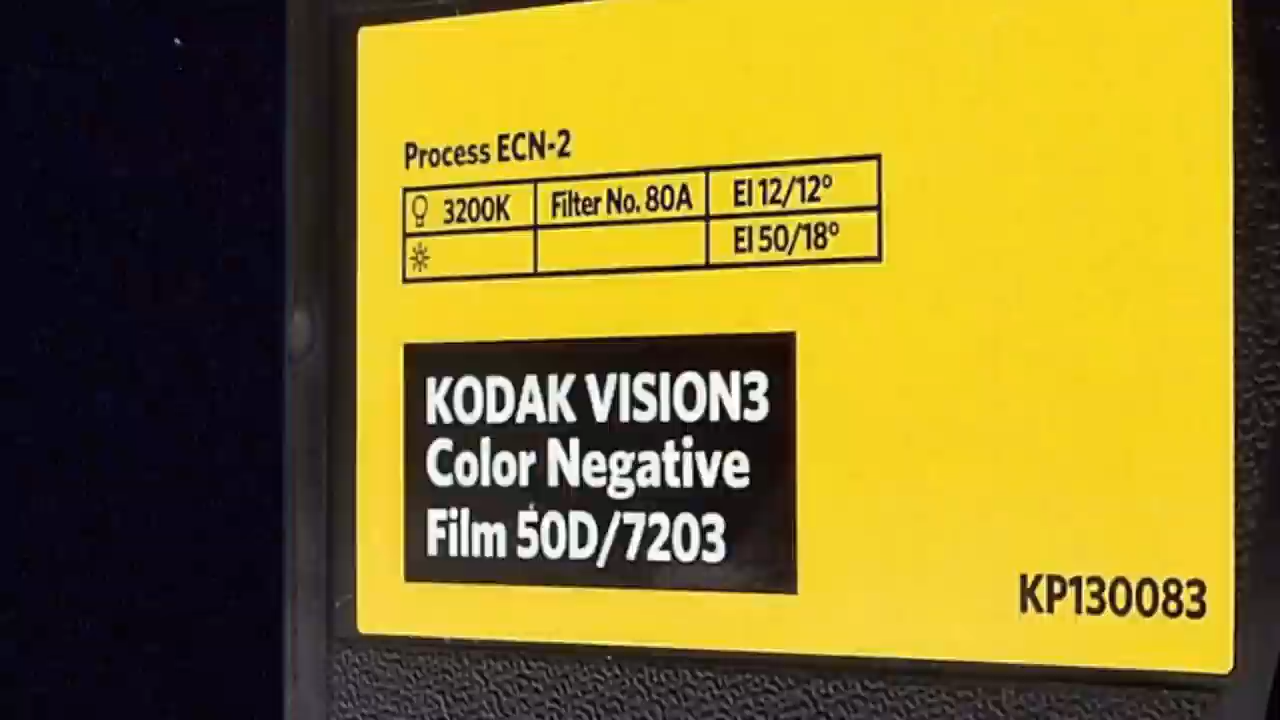 Process ECN-2
3200K Filter No. 80A EI 12/12°
EI 50/18°
KODAK VISION3
Color Negative
Film 50D/7203
KP130083